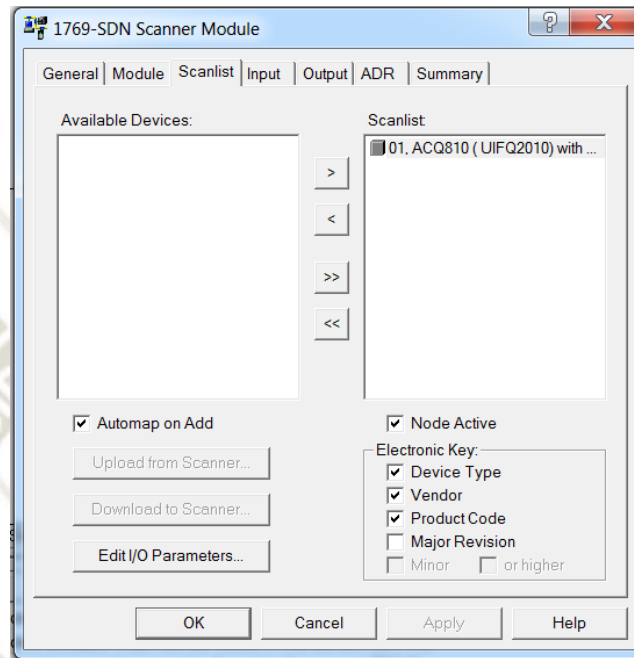 1769-SDN Scanner Module
General Module Scanlist Input Output ADR Summary
Available Devices:
Scanlist:
01, ACQ810 ( UIFQ2010) with ...
>
<
>>
<<
Automap on Add
Upload from Scanner...
Download to Scanner...
Edit I/O Parameters...
Node Active
Electronic Key:
Device Type
Vendor
Product Code
Major Revision
Minor or higher
OK Cancel Apply Help